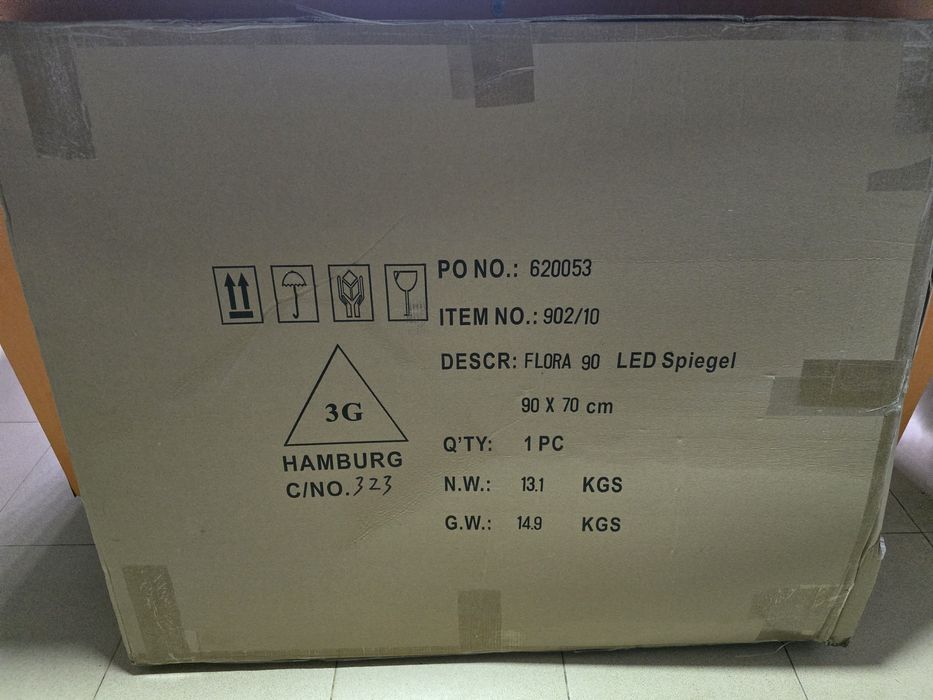 PO NO.: 620053
ITEM NO.: 902/10
DESCR: FLORA 90 LED Spiegel
90 X 70 cm
Q'TY: 1 PC
N.W.: 13.1 KGS
G.W.: 14.9 KGS
3G
HAMBURG
C/NO. 323